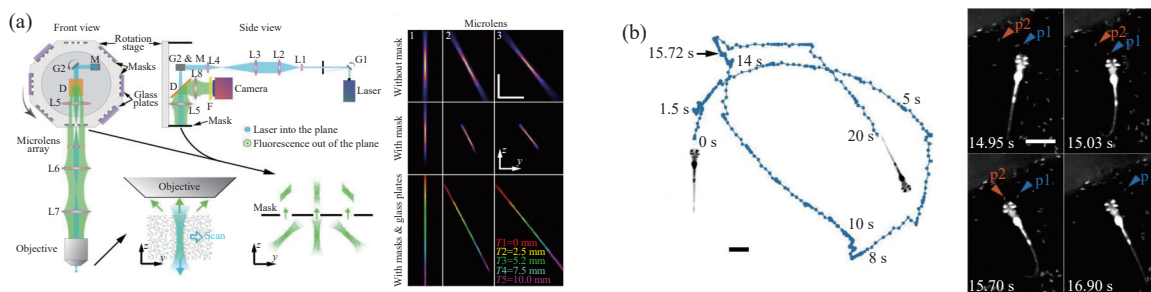 (a)
Front view
Side view
Rotation
stage
Masks
G2
M
D
L5
Glass
plates
Microlens
array
L6
L7
Objective
G2 & M
L4
L3
L2
L1
G1
Laser
D
L8
Camera
F
L5
Mask
Laser into the plane
Fluorescence out of the plane
Objective
Scan
z
y
Mask
z
y
Microlens
1
2
3
Without mask
With mask
With masks & glass plates
z
y
T1=0 mm
T2=2.5 mm
T3=5.2 mm
T4=7.5 mm
T5=10.0 mm
(b)
15.72
14 s
1.5 s
0 s
5 s
20
10 s
8 s
p2
p1
14.95 s
p2
p1
15.03 s
p2
p1
15.70 s
p
16.90 s